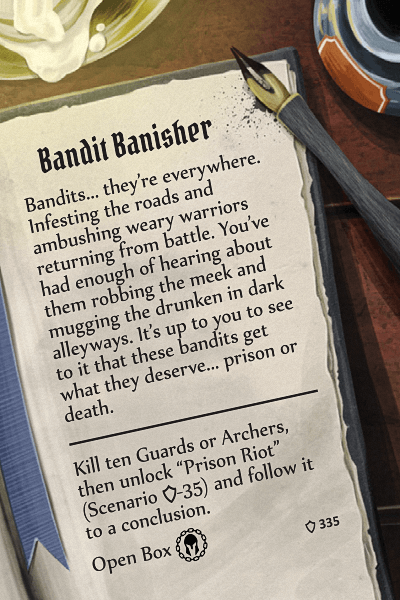 Bandit Banisher
Bandits... they're everywhere.
Infesting the roads and
ambushing weary warriors
returning from battle. You've
had enough of hearing about
them robbing the meek and
mugging the drunken in dark
alleyways. It's up to you to see
to it that these bandits get
what they deserve... prison or
death.
Kill ten Guards or Archers,
then unlock “Prison Riot”
(Scenario -35) and follow it
to a conclusion.
Open Box
335